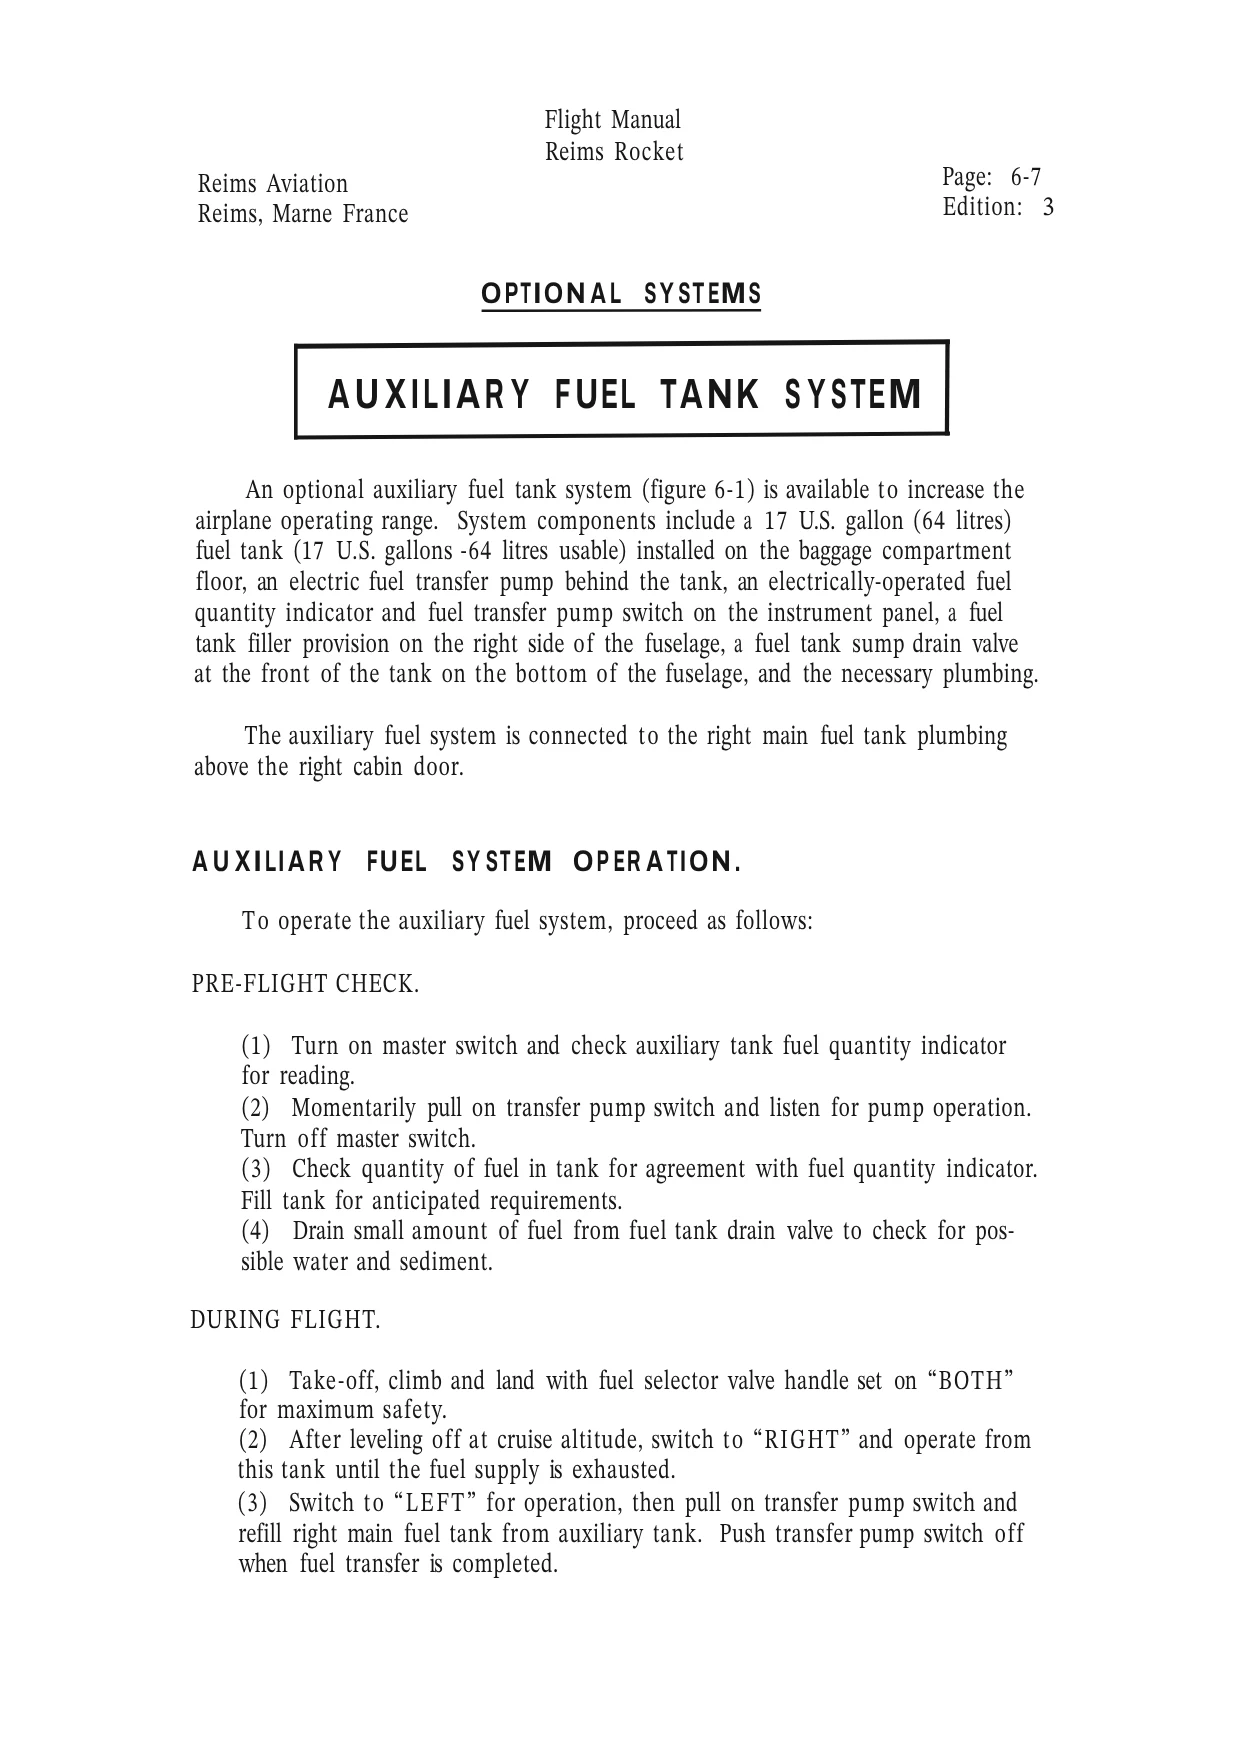 Flight Manual
Reims Rocket
Reims Aviation
Reims, Marne France
Page: 6-7
Edition: 3
OPTIONAL SYSTEMS
AUXILIARY FUEL TANK SYSTEM
An optional auxiliary fuel tank system (figure 6-1) is available to increase the
airplane operating range. System components include a 17 U.S. gallon (64 litres)
fuel tank (17 U.S. gallons -64 litres usable) installed on the baggage compartment
floor, an electric fuel transfer pump behind the tank, an electrically-operated fuel
quantity indicator and fuel transfer pump switch on the instrument panel, a fuel
tank filler provision on the right side of the fuselage, a fuel tank sump drain valve
at the front of the tank on the bottom of the fuselage, and the necessary plumbing.
The auxiliary fuel system is connected to the right main fuel tank plumbing
above the right cabin door.
AUXILIARY FUEL SYSTEM OPERATION.
To operate the auxiliary fuel system, proceed as follows:
PRE-FLIGHT CHECK.
(1) Turn on master switch and check auxiliary tank fuel quantity indicator
for reading.
(2) Momentarily pull on transfer pump switch and listen for pump operation.
Turn off master switch.
(3) Check quantity of fuel in tank for agreement with fuel quantity indicator.
Fill tank for anticipated requirements.
(4) Drain small amount of fuel from fuel tank drain valve to check for pos-
sible water and sediment.
DURING FLIGHT.
(1) Take-off, climb and land with fuel selector valve handle set on “BOTH”
for maximum safety.
(2) After leveling off at cruise altitude, switch to “RIGHT” and operate from
this tank until the fuel supply is exhausted.
(3) Switch to “LEFT” for operation, then pull on transfer pump switch and
refill right main fuel tank from auxiliary tank. Push transfer pump switch off
when fuel transfer is completed.